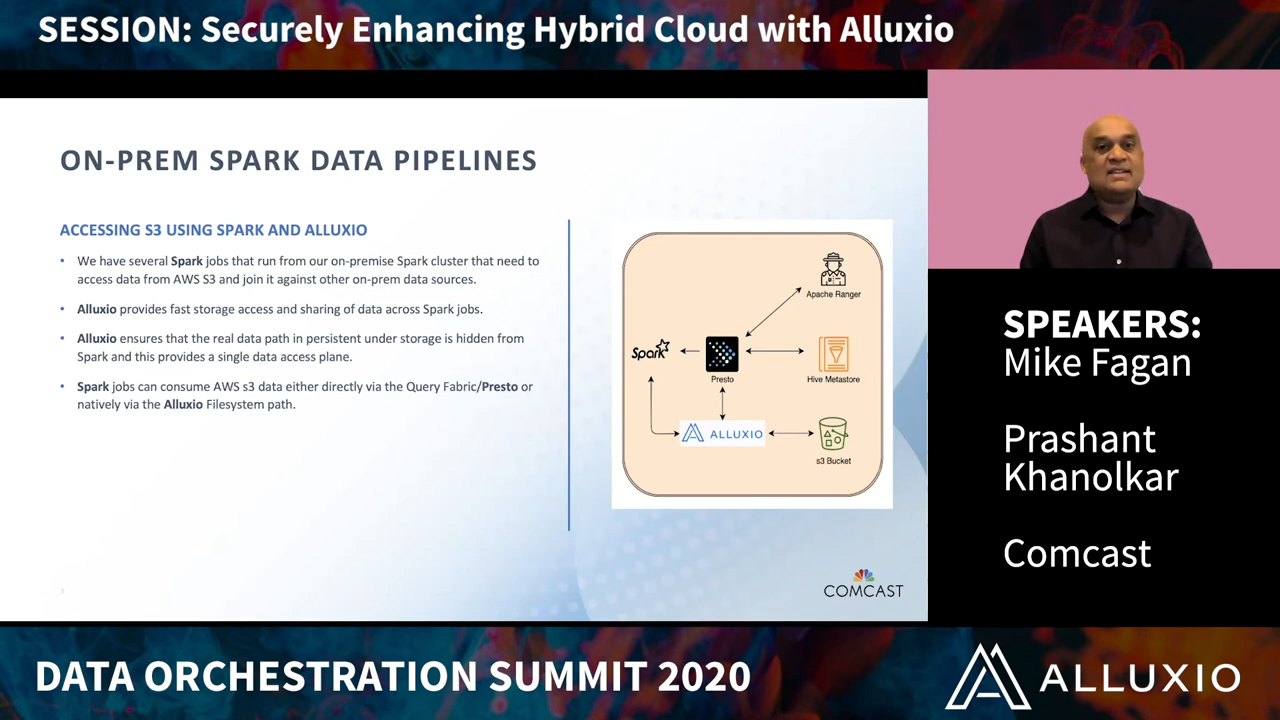 SESSION: Securely Enhancing Hybrid Cloud with Alluxio
ON-PREM SPARK DATA PIPELINES
ACCESSING S3 USING SPARK AND ALLUXIO
• We have several Spark jobs that run from our on-premise Spark cluster that need to
access data from AWS S3 and join it against other on-prem data sources.
• Alluxio provides fast storage access and sharing of data across Spark jobs.
• Alluxio ensures that the real data path in persistent under storage is hidden from
Spark and this provides a single data access plane.
• Spark jobs can consume AWS s3 data either directly via the Query Fabric/Presto or
natively via the Alluxio Filesystem path.
Apache Ranger
Spark
Presto
Hive Metastore
ALLUXIO
s3 Bucket
COMCAST
SPEAKERS:
Mike Fagan
Prashant
Khanolkar
Comcast
DATA ORCHESTRATION SUMMIT 2020
ALLUXIO